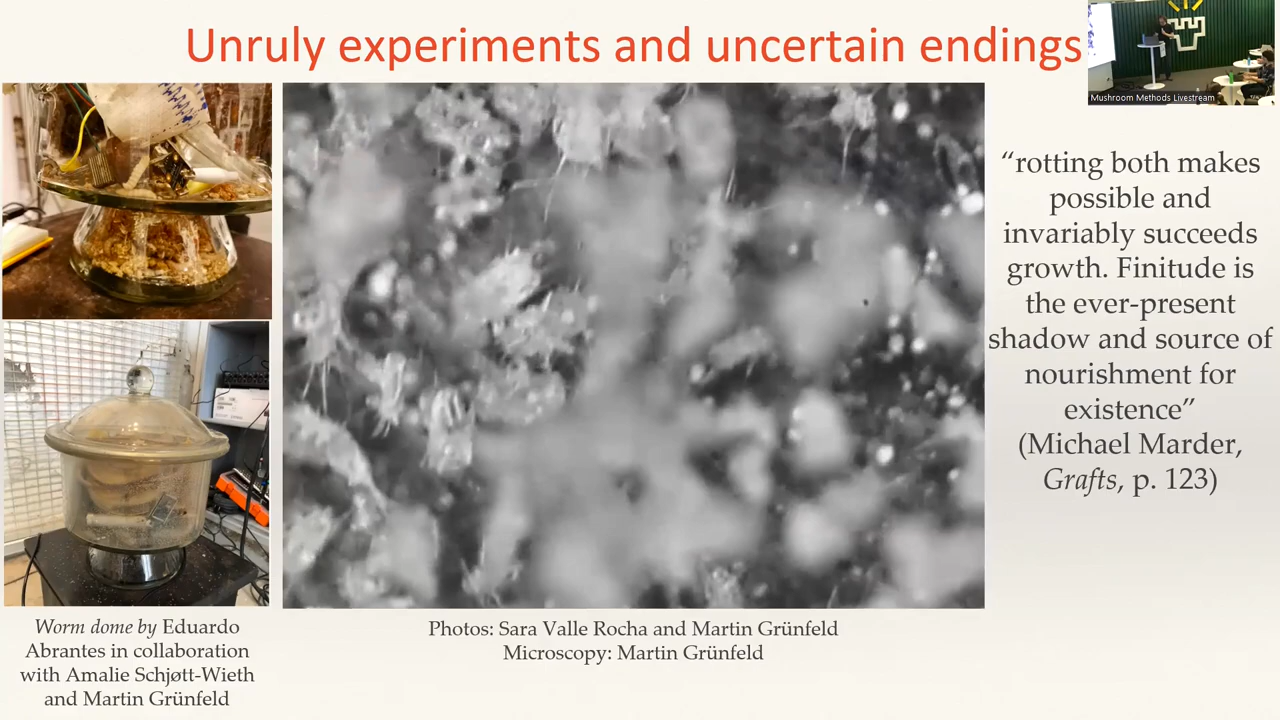 Unruly experiments and uncertain endings
Mushroom Methods Livestream
“rotting both makes
possible and
invariably succeeds
growth. Finitude is
the ever-present
shadow and source of
nourishment for
existence”
(Michael Marder,
Grafts, p. 123)
Worm dome by Eduardo
Abrantes in collaboration
with Amalie Schjøtt-Wieth
and Martin Grünfeld
Photos: Sara Valle Rocha and Martin Grünfeld
Microscopy: Martin Grünfeld